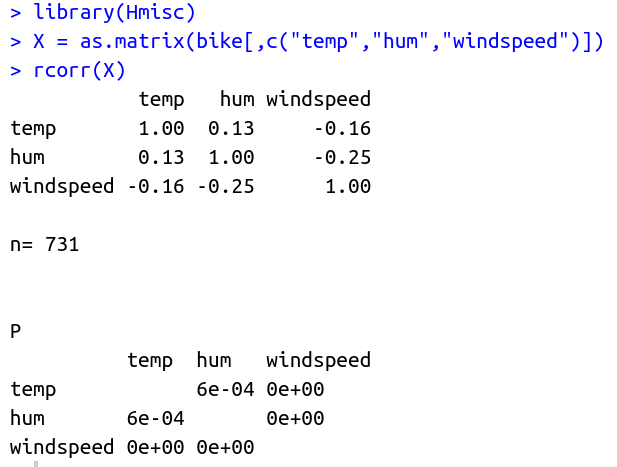 > library(Hmisc)
> X = as.matrix(bike[,c("temp","hum","windspeed")])
> rcorr(X)
           temp   hum windspeed
temp       1.00  0.13     -0.16
hum        0.13  1.00     -0.25
windspeed -0.16 -0.25      1.00
n= 731
P
          temp  hum   windspeed
temp            6e-04 0e+00
hum       6e-04       0e+00
windspeed 0e+00 0e+00